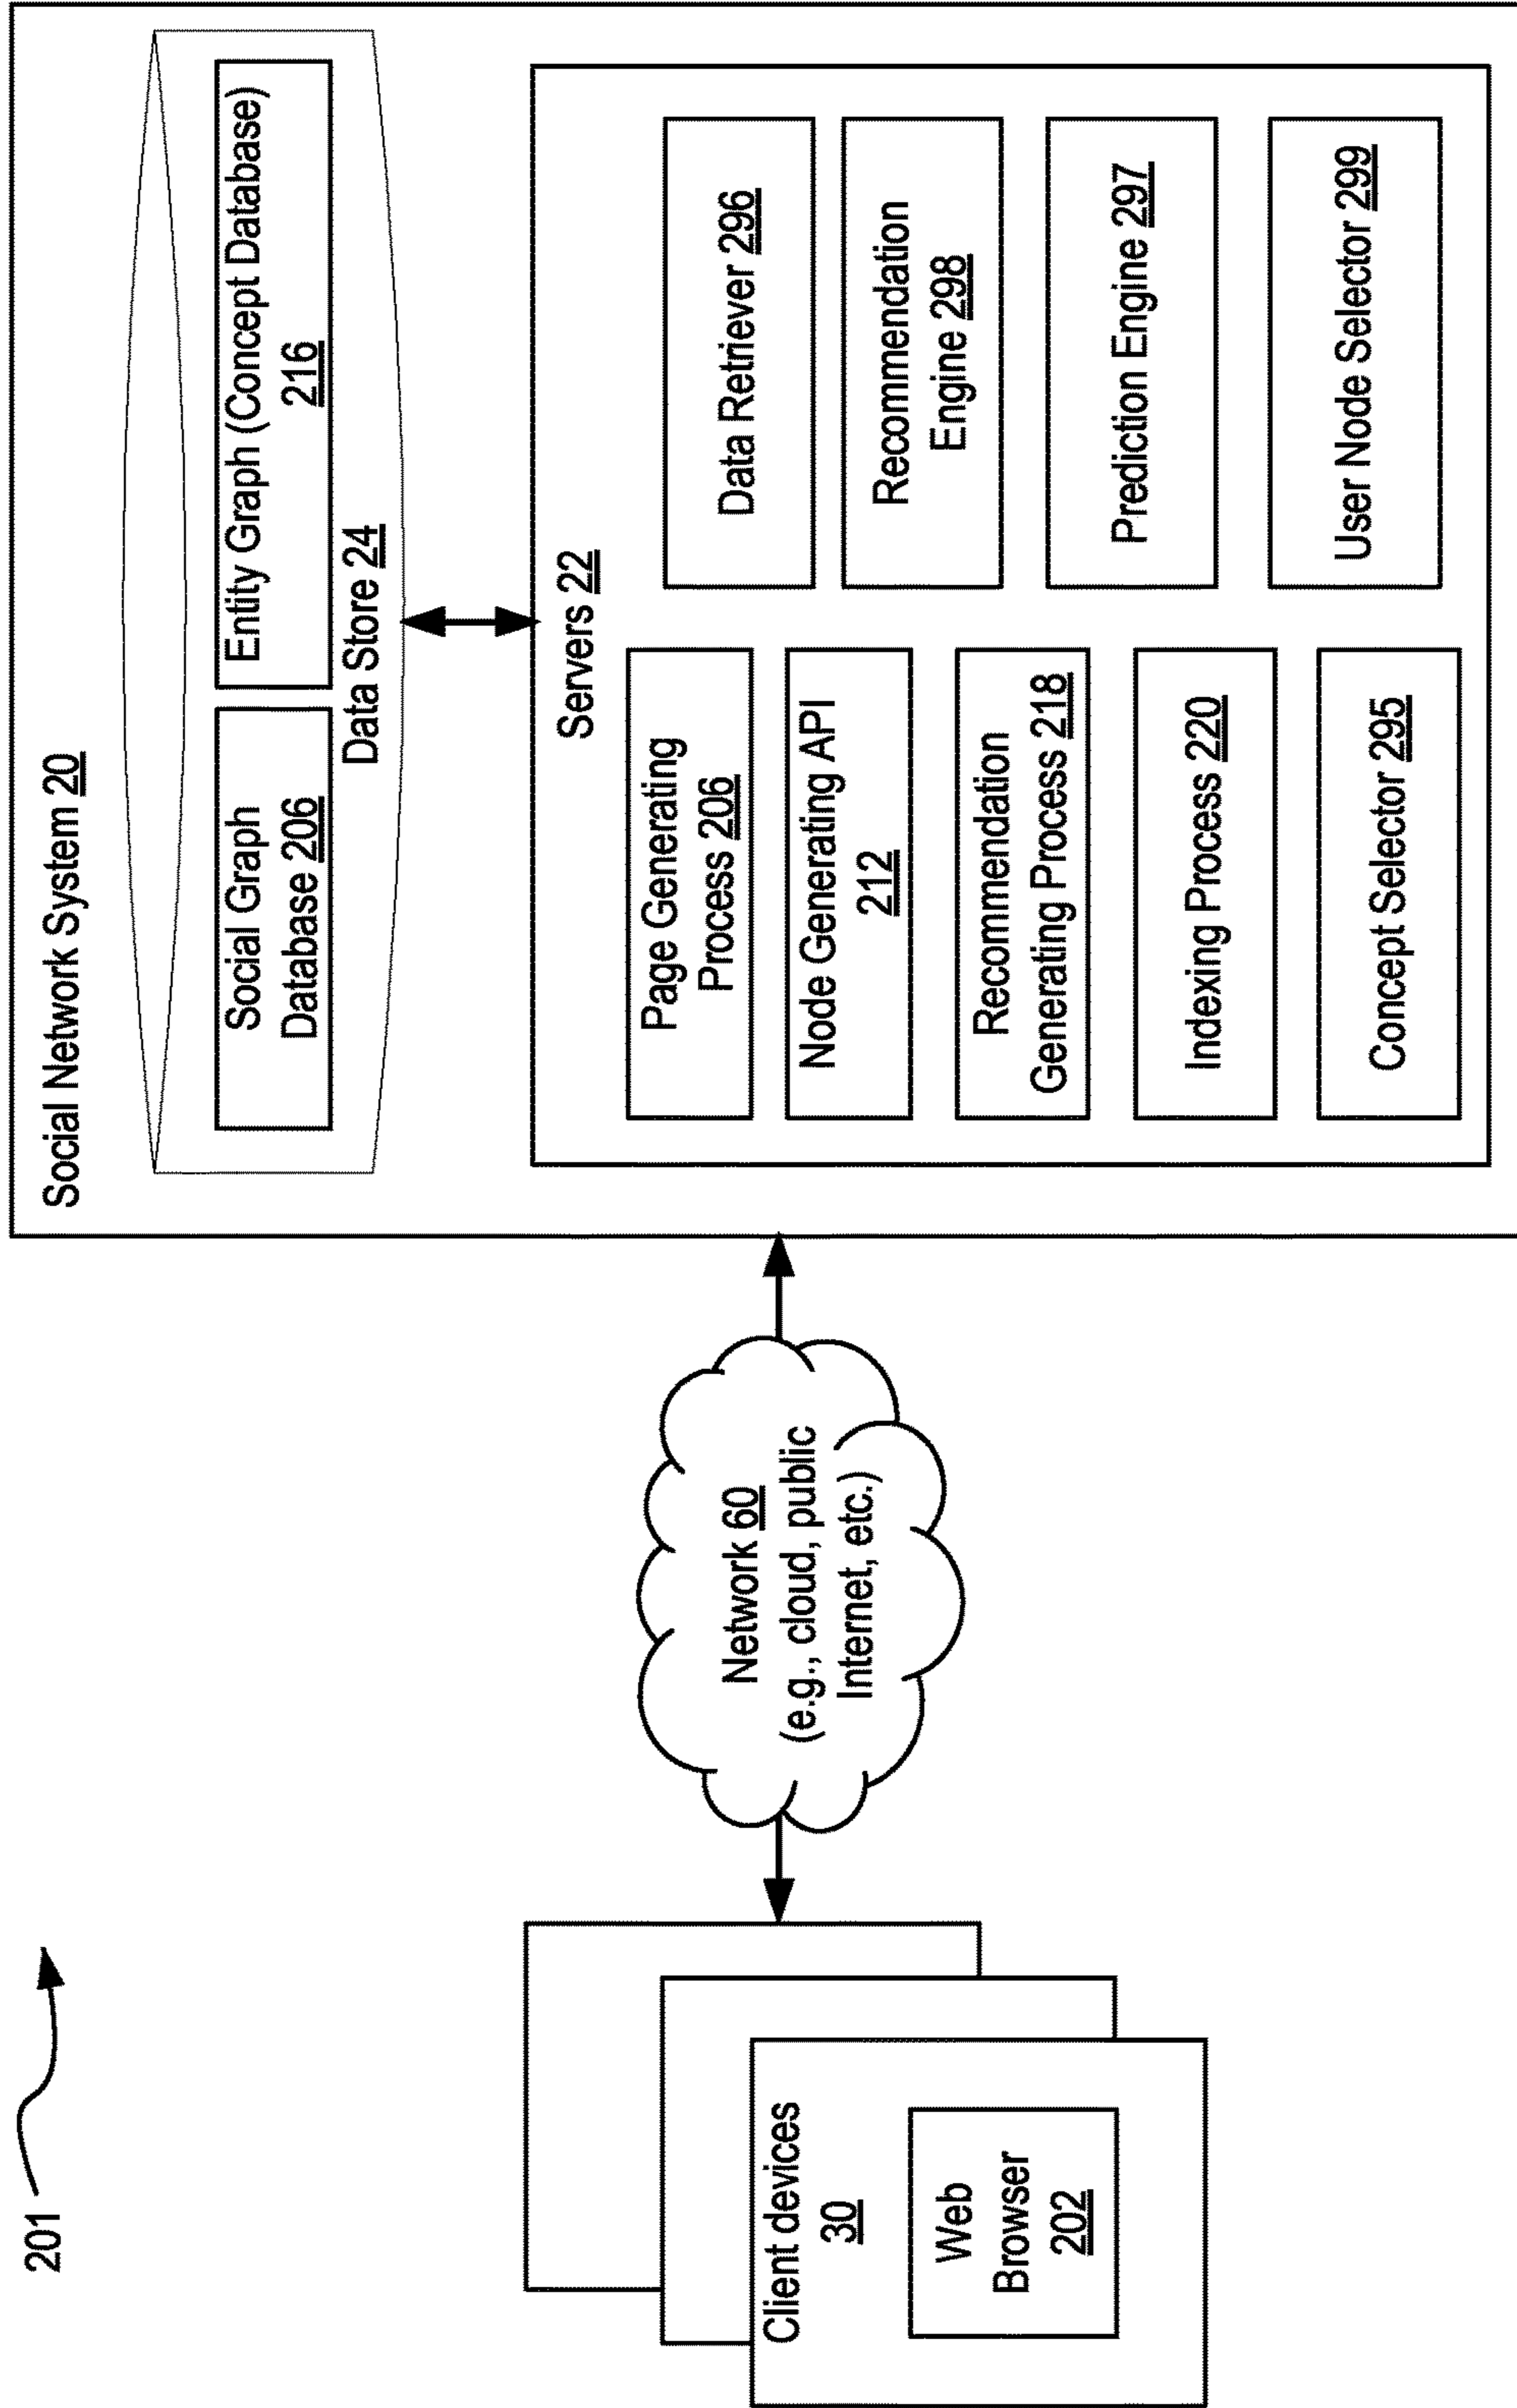 201
Client devices
30
Web
Browser
202
Network 60
(e.g., cloud, public
Internet, etc.)
Social Network System 20
Social Graph
Database 206
Entity Graph (Concept Database)
216
Data Store 24
Servers 22
Page Generating
Process 206
Node Generating API
212
Recommendation
Generating Process 218
Indexing Process 220
Concept Selector 295
Data Retriever 296
Recommendation
Engine 298
Prediction Engine 297
User Node Selector 299